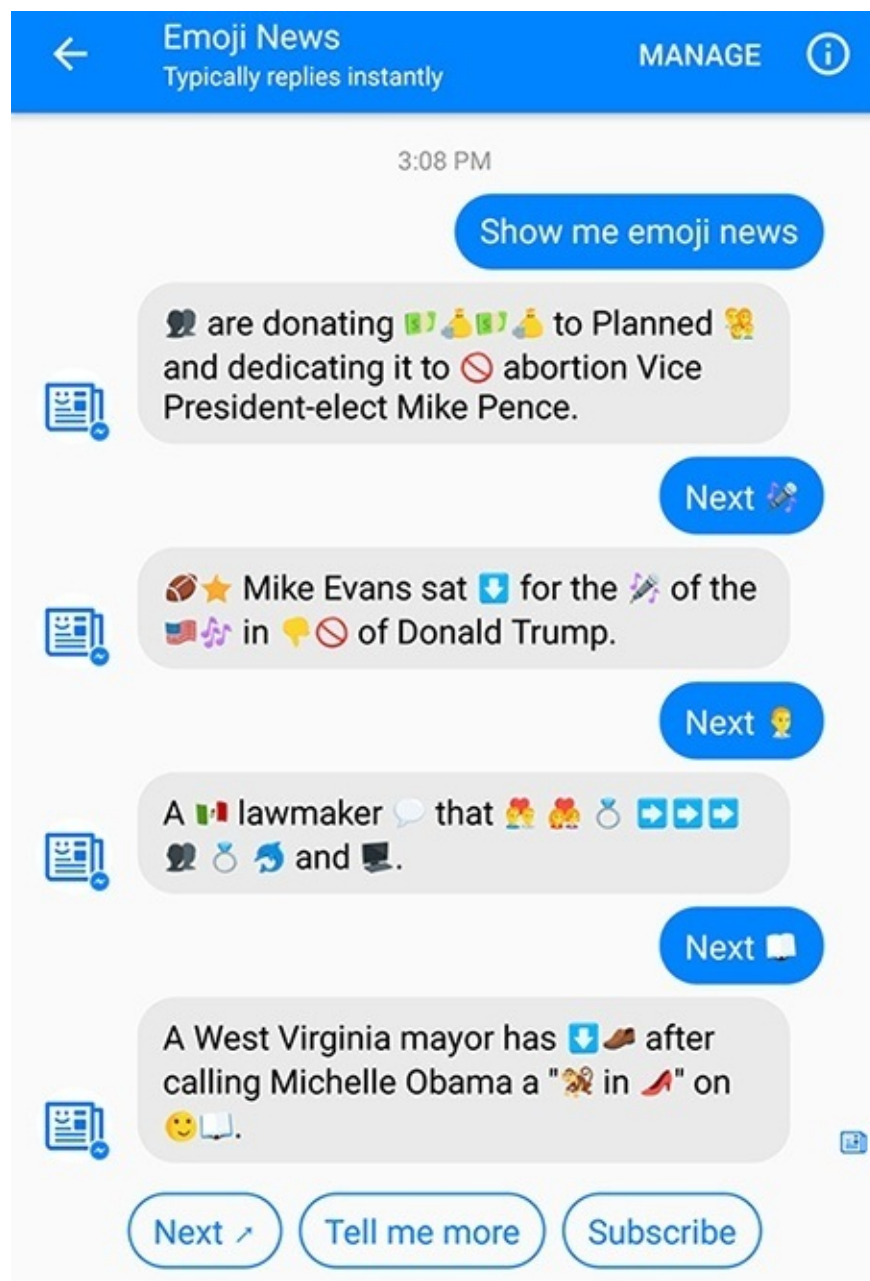 Emoji News
Typically replies instantly
MANAGE
3:08 PM
Show me emoji news
👥 are donating 💵💰💵💰 to Planned 👪
and dedicating it to 🚫 abortion Vice
President-elect Mike Pence.
Next 🎤
🏈⭐ Mike Evans sat ⬇️ for the 🎤 of the
🇺🇸🎶 in 👎🚫 of Donald Trump.
Next 👨‍💼
A 🇲🇽 lawmaker 💬 that 👨‍❤️‍👨 👩‍❤️‍👩 💍 ➡️➡️➡️
👥 💍 🐬 and 🖥️.
Next 📖
A West Virginia mayor has ⬇️👞 after
calling Michelle Obama a "🐒 in 👠" on
🙂📖.
Next ↗
Tell me more
Subscribe